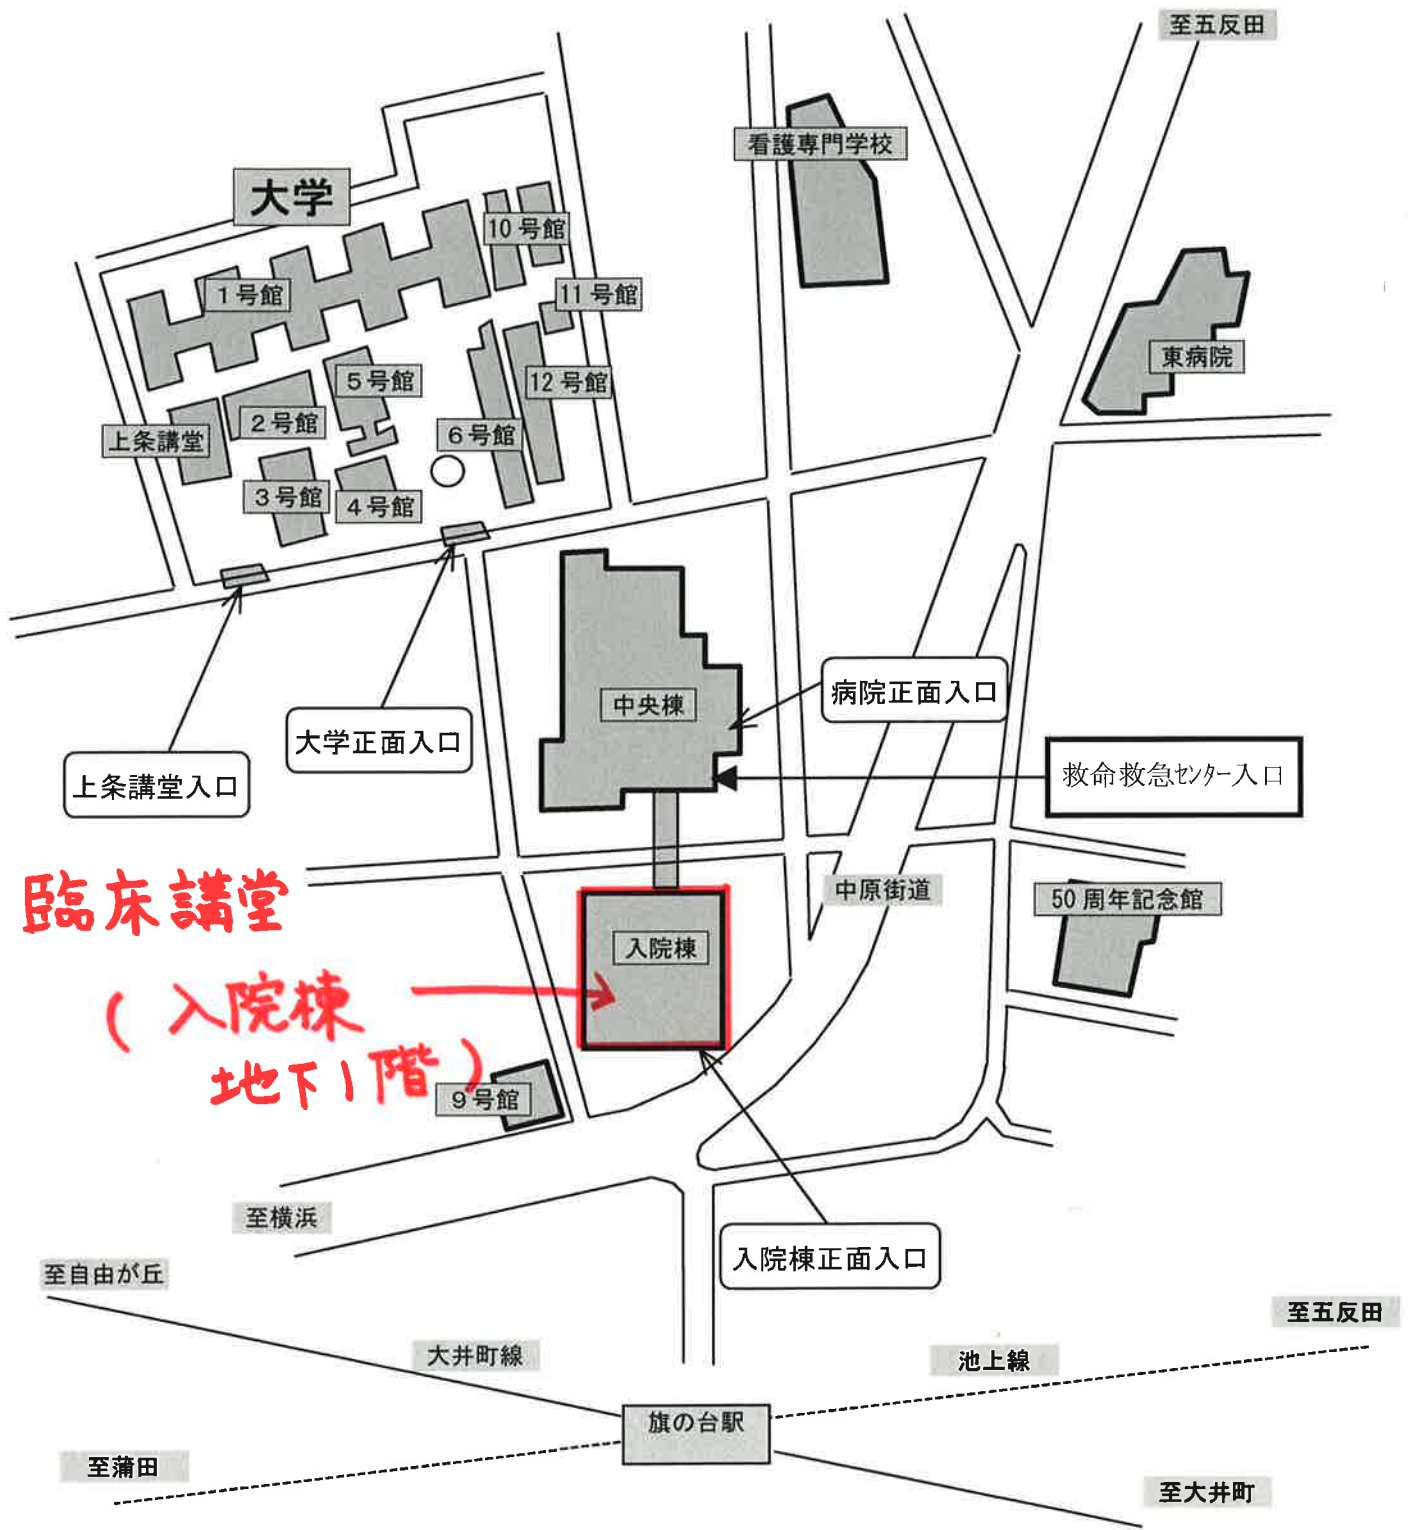 至五反田
看護専門学校
大学
10号館
1号館
11号館
東病院
5号館
12号館
2号館
6号館
上条講堂
3号館
4号館
病院正面入口
中央棟
大学正面入口
上条講堂入口
救命救急センター入口
臨床講堂
中原街道
50周年記念館
入院棟
(入院棟
地下1階)
9号館
至横浜
入院棟正面入口
至自由が丘
至五反田
大井町線
池上線
旗の台駅
至蒲田
至大井町